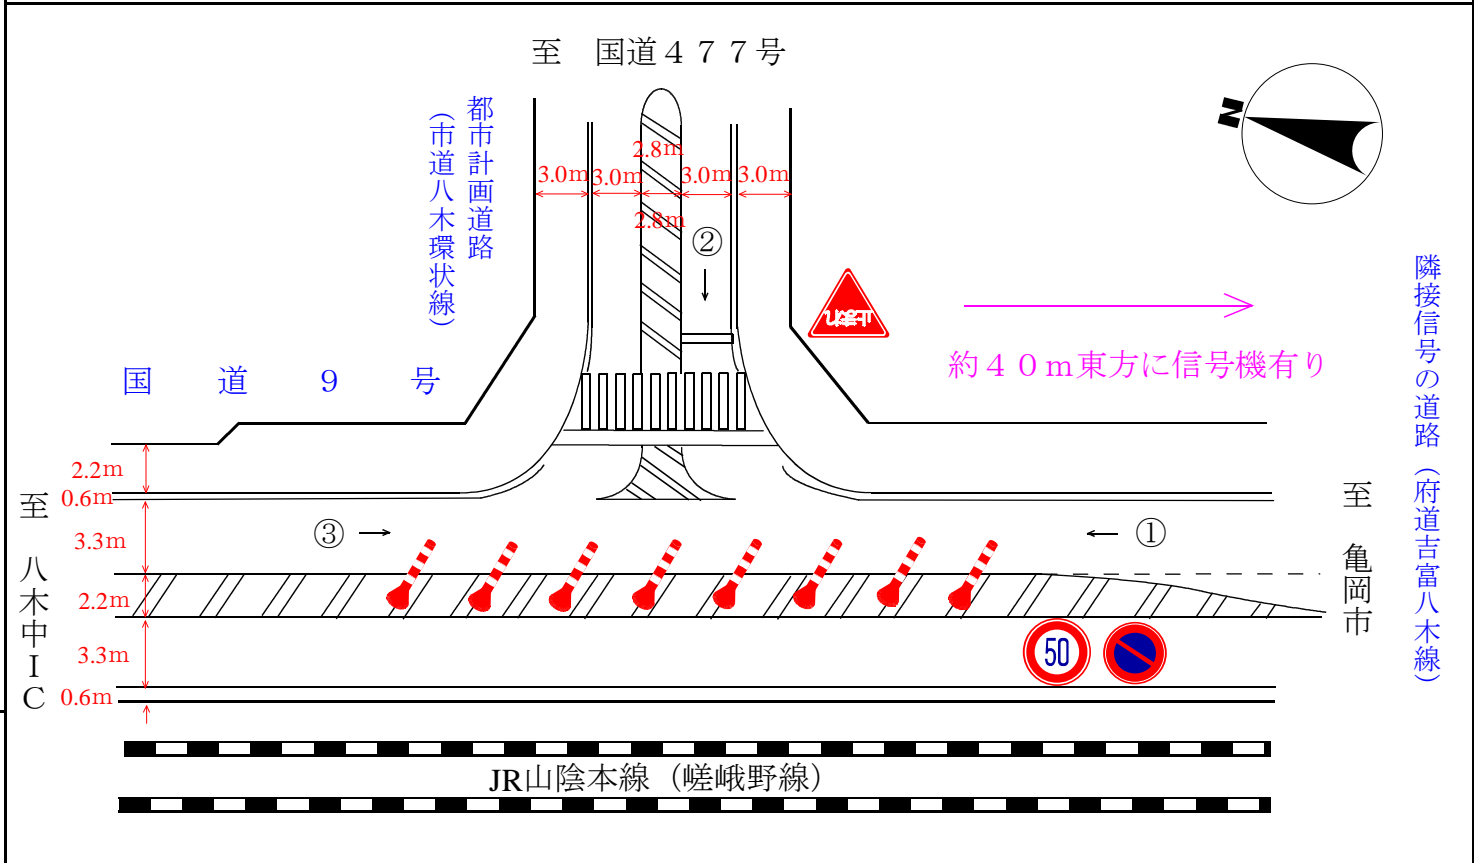 至　国道４７７号
都市計画道路
（市道八木環状線）
N
2.8m
3.0m
3.0m
3.0m
3.0m
2.8m
②
止まれ
約４０ｍ東方に信号機有り
隣接信号の道路（府道吉富八木線）
国道９号
2.2m
0.6m
3.3m
2.2m
3.3m
0.6m
至　八木中ＩＣ
③
①
至　亀岡市
50
JR山陰本線（嵯峨野線）